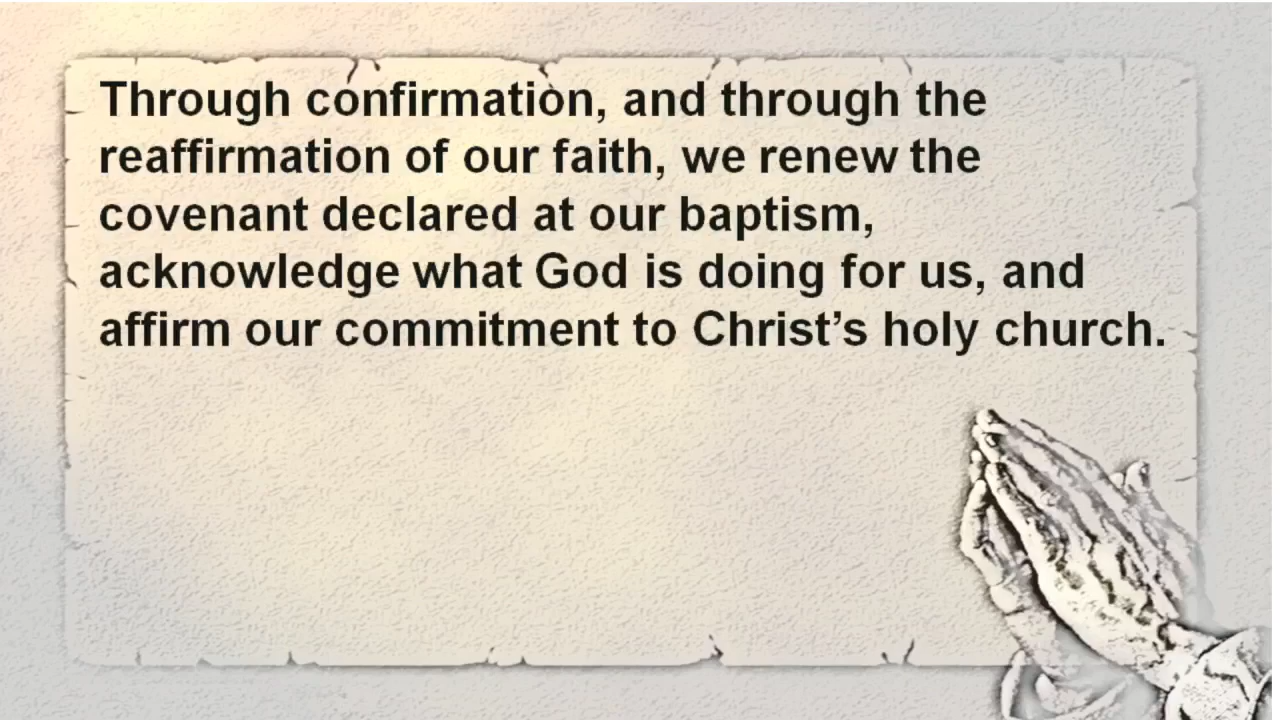 Through confirmation, and through the
reaffirmation of our faith, we renew the
covenant declared at our baptism,
acknowledge what God is doing for us, and
affirm our commitment to Christ’s holy church.